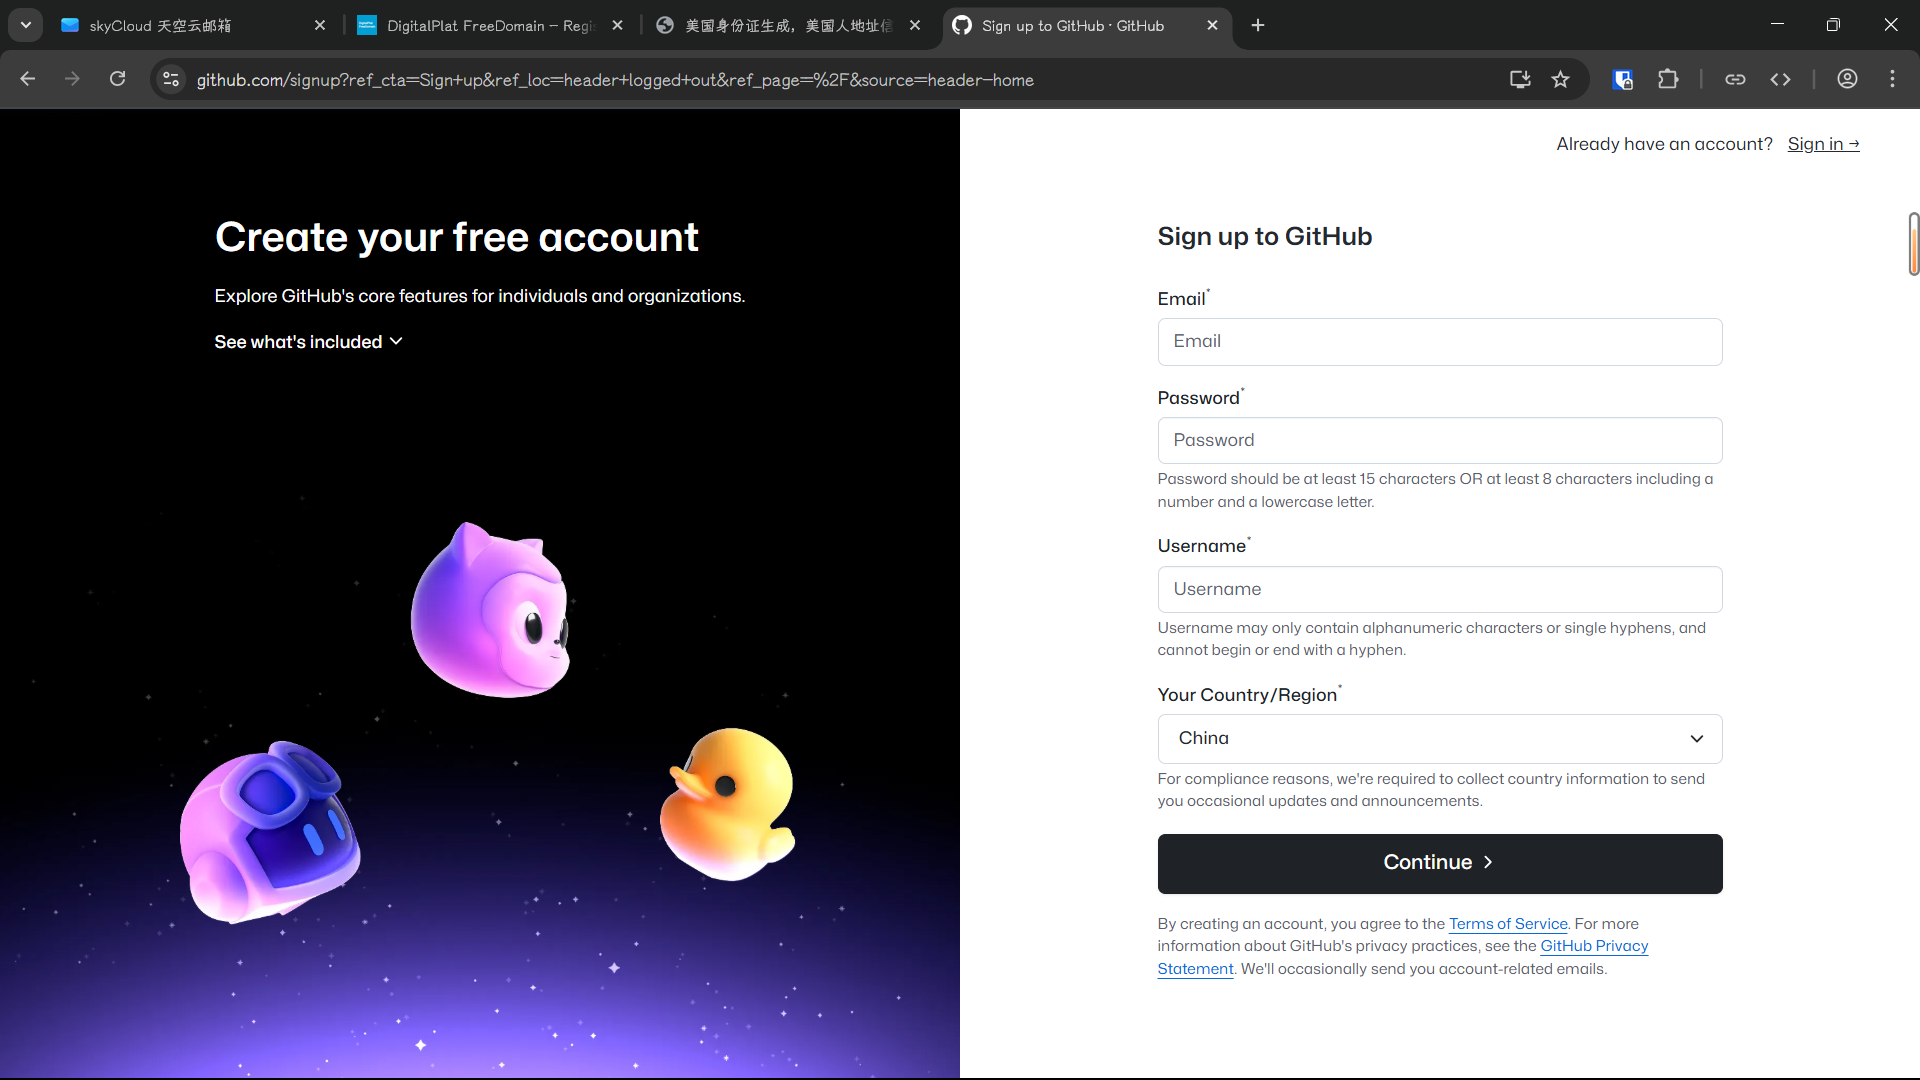 skyCloud 天空云邮箱
DigitalPlat FreeDomain – Regis
美国身份证生成，美国人地址信
Sign up to GitHub · GitHub
github.com/signup?ref_cta=Sign+up&ref_loc=header+logged+out&ref_page=%2F&source=header-home
Already have an account? Sign in →
Create your free account
Explore GitHub's core features for individuals and organizations.
See what's included
Sign up to GitHub
Email*
Email
Password*
Password
Password should be at least 15 characters OR at least 8 characters including a
number and a lowercase letter.
Username*
Username
Username may only contain alphanumeric characters or single hyphens, and
cannot begin or end with a hyphen.
Your Country/Region*
China
For compliance reasons, we're required to collect country information to send
you occasional updates and announcements.
Continue
By creating an account, you agree to the Terms of Service. For more
information about GitHub's privacy practices, see the GitHub Privacy
Statement. We'll occasionally send you account-related emails.